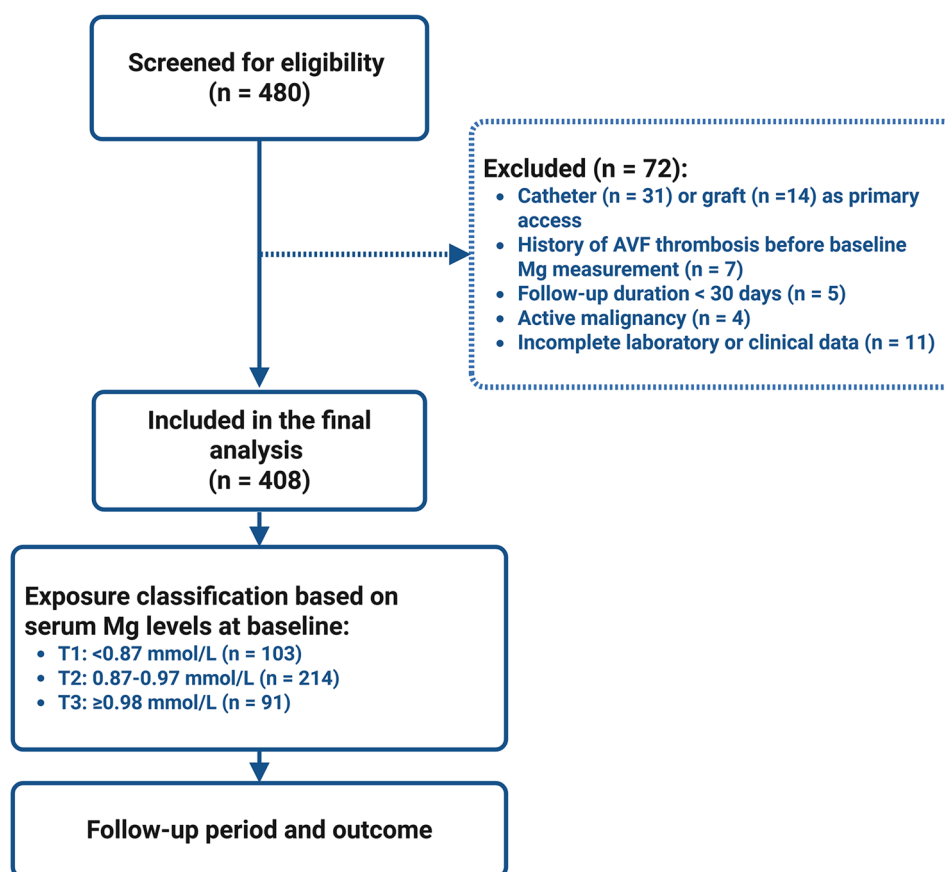 Screened for eligibility
(n = 480)
Excluded (n = 72):
• Catheter (n = 31) or graft (n =14) as primary
access
• History of AVF thrombosis before baseline
Mg measurement (n = 7)
• Follow-up duration < 30 days (n = 5)
• Active malignancy (n = 4)
• Incomplete laboratory or clinical data (n = 11)
Included in the final
analysis
(n = 408)
Exposure classification based on
serum Mg levels at baseline:
• T1: <0.87 mmol/L (n = 103)
• T2: 0.87-0.97 mmol/L (n = 214)
• T3: ≥0.98 mmol/L (n = 91)
Follow-up period and outcome